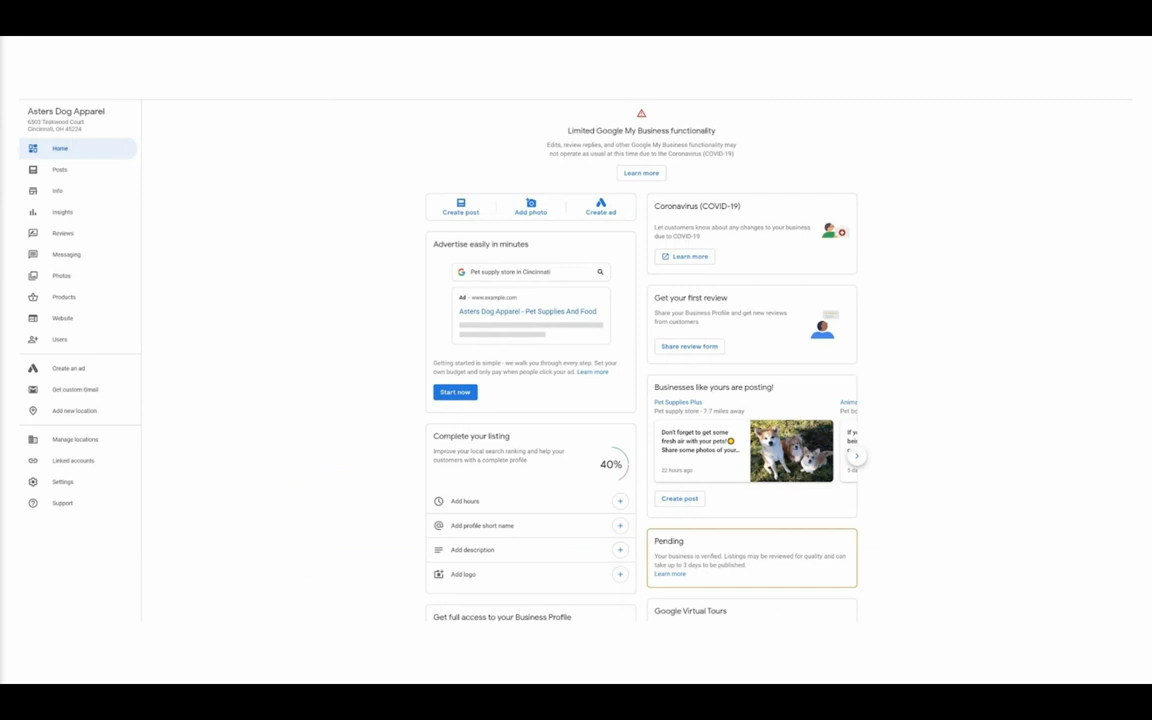 Asters Dog Apparel
6503 Teakwood Court
Cincinnati, OH 45224
Home
Posts
Info
Insights
Reviews
Messaging
Photos
Products
Website
Users
Create an ad
Get custom Gmail
Add new location
Manage locations
Linked accounts
Settings
Support
Limited Google My Business functionality
Edits, review replies, and other Google My Business functionality may
not operate as usual at this time due to the Coronavirus (COVID-19)
Learn more
Create post
Add photo
Create ad
Advertise easily in minutes
Pet supply store in Cincinnati
Ad - www.example.com
Asters Dog Apparel - Pet Supplies And Food
Getting started is simple - we walk you through every step. Set your
own budget and only pay when people click your ad. Learn more
Start now
Complete your listing
Improve your local search ranking and help your
customers with a complete profile
40%
Add hours
Add profile short name
Add description
Add logo
Get full access to your Business Profile
Coronavirus (COVID-19)
Let customers know about any changes to your business
due to COVID-19
Learn more
Get your first review
Share your Business Profile and get new reviews
from customers
Share review form
Businesses like yours are posting!
Pet Supplies Plus
Pet supply store · 7.7 miles away
Don't forget to get some
fresh air with your pets!
Share some photos of your...
22 hours ago
Create post
Pending
Your business is verified. Listings may be reviewed for quality and can
take up to 3 days to be published.
Learn more
Google Virtual Tours